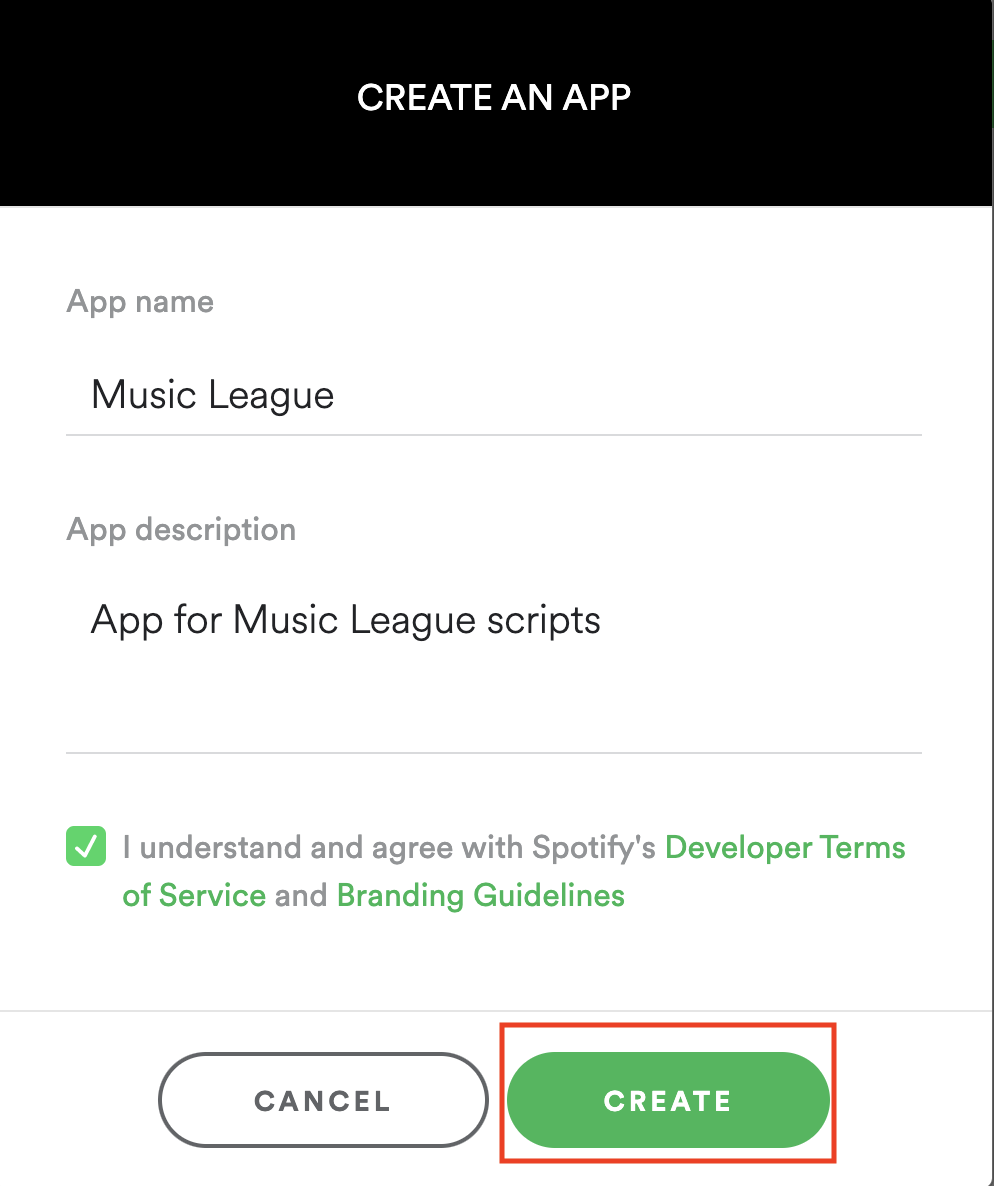 CREATE AN APP
App name
Music League
App description
App for Music League scripts
I understand and agree with Spotify's Developer Terms
of Service and Branding Guidelines
CANCEL
CREATE